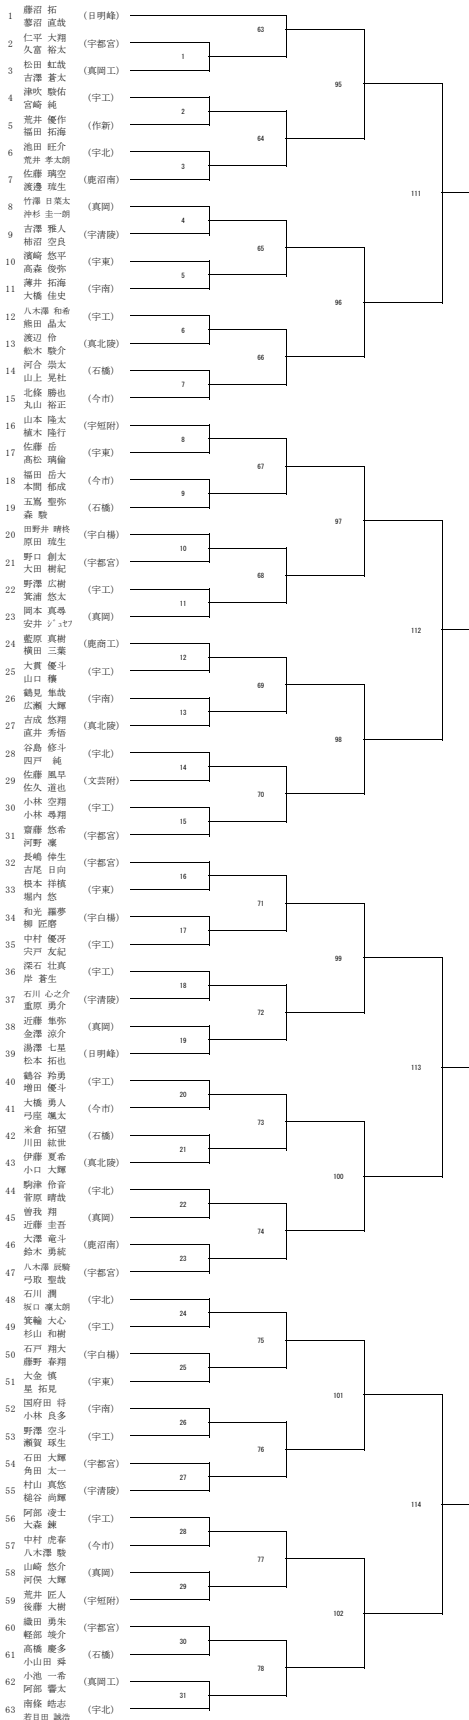 藤沼 拓
1 (日明峰)
蓼沼 直哉
63
仁平 大翔
2 (宇都宮)
久富 裕太
1
松田 虹哉
3 (真岡工)
吉澤 蒼太
95
津吹 駿佑
4 (宇工)
宮崎 純
2
荒井 優作
5 (作新)
福田 拓海
64
池田 旺介
6 (宇北)
荒井 孝太朗
3
佐藤 璃空
7 (鹿沼南)
渡邊 琉生
111
竹澤 日葉太
8 (真岡)
沖杉 圭一朗
4
吉澤 雅人
9 (宇清陵)
柿沼 空良
65
濱崎 悠平
10 (宇東)
高森 俊弥
5
薄井 拓海
11 (宇南)
大橋 佳史
96
八木澤 和希
12 (宇工)
熊田 晶太
6
渡辺 伶
13 (真北陵)
舩木 駿介
66
河合 崇太
14 (石橋)
山上 晃杜
7
北條 勝也
15 (今市)
丸山 裕正
山本 隆太
16 (宇短附)
植木 隆行
8
佐藤 岳
17 (宇東)
髙松 璃倫
67
福田 岳大
18 (今市)
本間 郁成
9
五嶌 聖弥
19 (石橋)
森 駿
97
田野井 晴柊
20 (宇白楊)
原田 琉生
10
野口 創太
21 (宇都宮)
大田 樹紀
68
野澤 広樹
22 (宇工)
箕浦 悠太
11
岡本 真尋
23 (真岡)
安井 ジュセフ
112
藍原 真樹
24 (鹿商工)
横田 三葉
12
大貫 優斗
25 (宇工)
山口 穣
69
鶴見 隼哉
26 (宇南)
広瀬 大輝
13
吉成 悠翔
27 (真北陵)
直井 秀悟
98
谷島 修斗
28 (宇北)
四戸 純
14
佐藤 風早
29 (文芸附)
佐久 道也
70
小林 空翔
30 (宇工)
小林 尋翔
15
齋藤 悠希
31 (宇都宮)
河野 凜
長嶋 倖生
32 (宇都宮)
吉尾 日向
16
根本 祥槙
33 (宇東)
堀内 悠
71
和光 羅夢
34 (宇白楊)
柳 匠磨
17
中村 優冴
35 (宇工)
宍戸 友紀
99
深石 壮真
36 (宇工)
岸 蒼生
18
石川 心之介
37 (宇清陵)
重原 勇介
72
近藤 隼弥
38 (真岡)
金澤 涼介
19
湯澤 七星
39 (日明峰)
松本 拓也
113
鶴谷 羚勇
40 (宇工)
増田 優斗
20
大橋 勇人
41 (今市)
弓座 颯太
73
米倉 拓望
42 (石橋)
川田 紘世
21
伊藤 夏希
43 (真北陵)
小口 大輝
100
駒津 伶音
44 (宇北)
菅原 晴哉
22
曽我 翔
45 (真岡)
近藤 圭吾
74
大澤 竜斗
46 (鹿沼南)
鈴木 勇統
23
八木澤 辰騎
47 (宇都宮)
弓取 聖哉
石川 潤
48 (宇北)
坂口 凜太朗
24
箕輪 大心
49 (宇工)
杉山 和樹
75
石戸 翔大
50 (宇白楊)
藤野 春翔
25
大金 慎
51 (宇東)
星 拓見
101
国府田 将
52 (宇南)
小林 良多
26
野澤 空斗
53 (宇工)
瀬賀 琢生
76
石田 大輝
54 (宇都宮)
角田 太一
27
村山 真悠
55 (宇清陵)
槌谷 尚輝
114
阿部 凌士
56 (宇工)
大森 錬
28
中村 虎春
57 (今市)
八木澤 駿
77
山崎 悠介
58 (真岡)
河俣 大輝
29
荒井 匠人
59 (宇短附)
後藤 大樹
102
織田 勇朱
60 (宇都宮)
軽部 竣介
30
高橋 慶多
61 (石橋)
小山田 舜
78
小池 一希
62 (真岡工)
阿部 響太
31
南條 皓志
63 (宇北)
若目田 誠浩